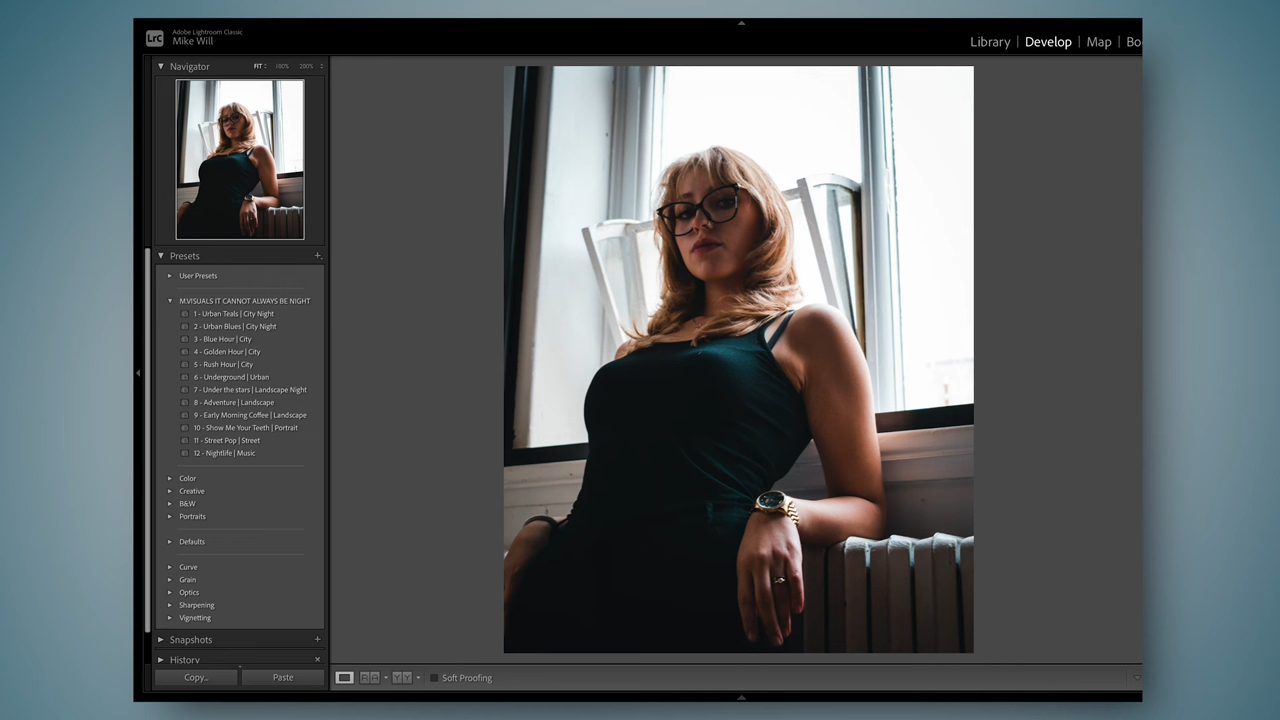 LrC
Adobe Lightroom Classic
Mike Will
Library | Develop | Map | Bo
Navigator FIT 100% 200%
Presets +
User Presets
M.VISUALS IT CANNOT ALWAYS BE NIGHT
1 - Urban Teals | City Night
2 - Urban Blues | City Night
3 - Blue Hour | City
4 - Golden Hour | City
5 - Rush Hour | City
6 - Underground | Urban
7 - Under the stars | Landscape Night
8 - Adventure | Landscape
9 - Early Morning Coffee | Landscape
10 - Show Me Your Teeth | Portrait
11 - Street Pop | Street
12 - Nightlife | Music
Color
Creative
B&W
Portraits
Defaults
Curve
Grain
Optics
Sharpening
Vignetting
Snapshots +
History ×
Copy... Paste
RA YY Soft Proofing